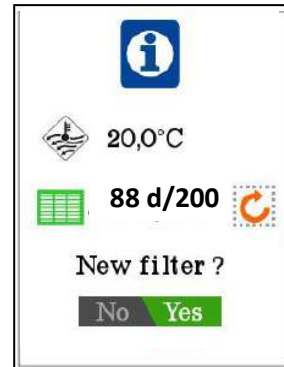 i
20,0°C
88 d/200
New filter ?
No Yes